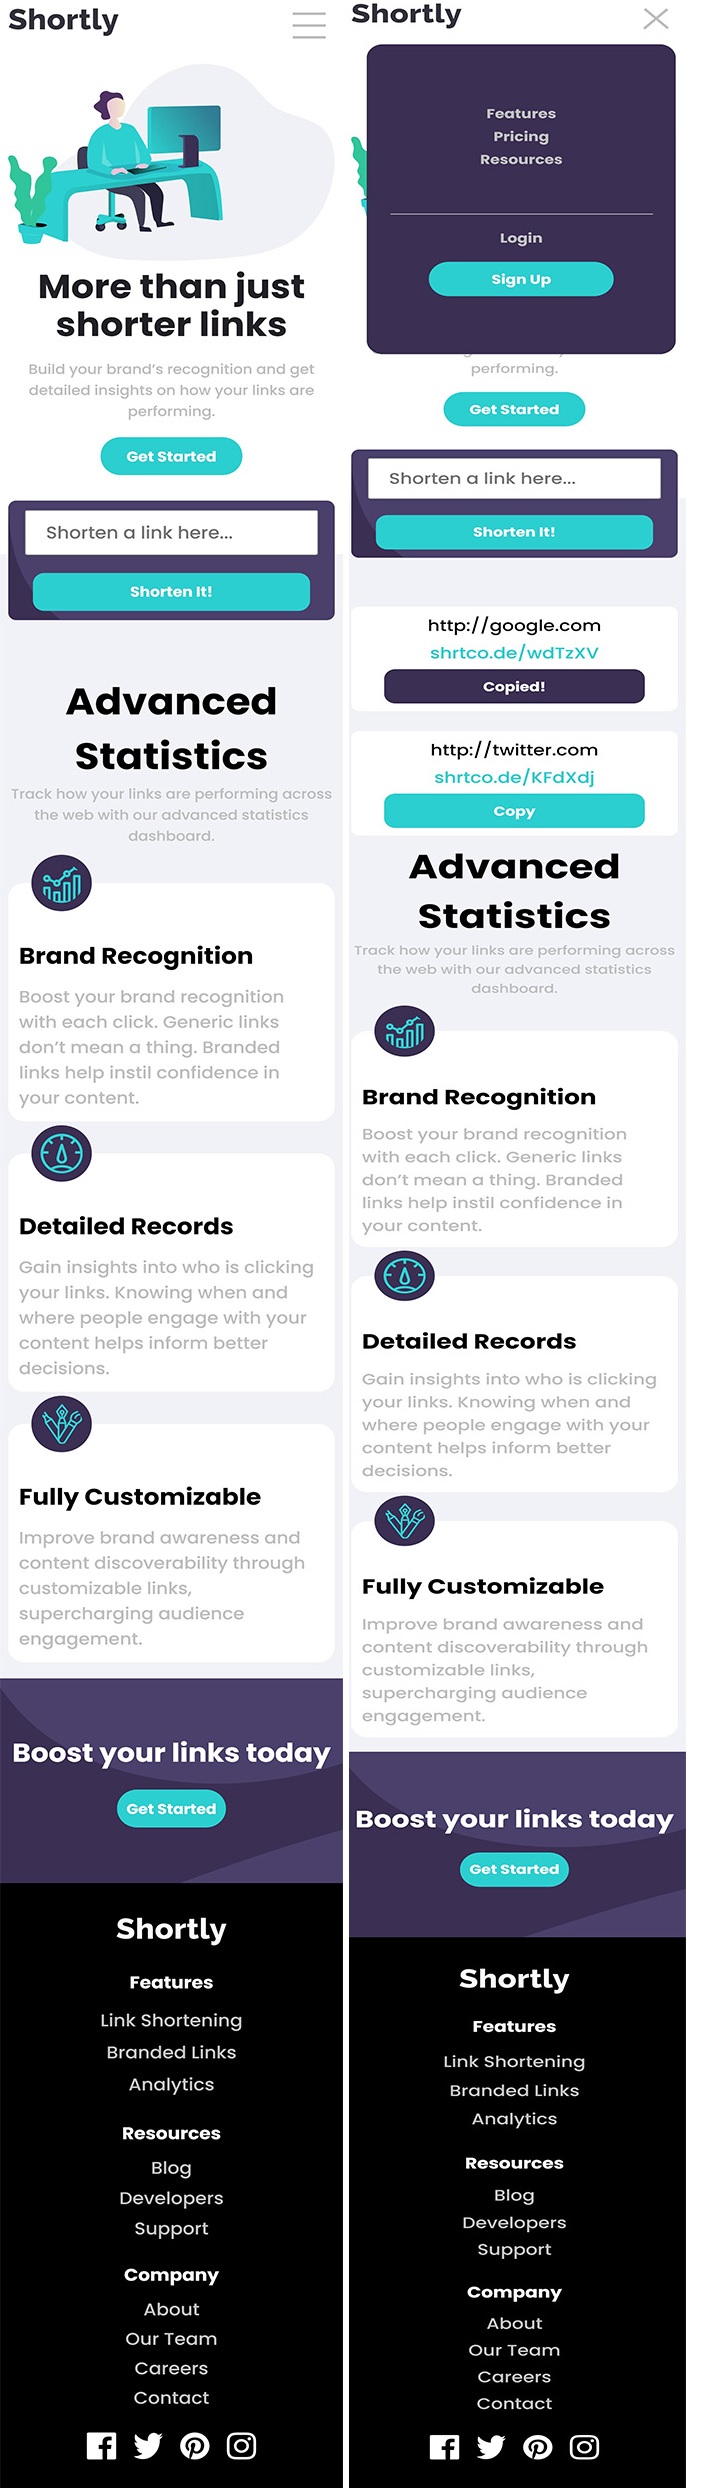 Shortly
More than just
shorter links
Build your brand's recognition and get
detailed insights on how your links are
performing.
Get Started
Shorten a link here...
Shorten It!
Advanced
Statistics
Track how your links are performing across
the web with our advanced statistics
dashboard.
Brand Recognition
Boost your brand recognition
with each click. Generic links
don't mean a thing. Branded
links help instil confidence in
your content.
Detailed Records
Gain insights into who is clicking
your links. Knowing when and
where people engage with your
content helps inform better
decisions.
Fully Customizable
Improve brand awareness and
content discoverability through
customizable links,
supercharging audience
engagement.
Boost your links today
Get Started
Shortly
Features
Link Shortening
Branded Links
Analytics
Resources
Blog
Developers
Support
Company
About
Our Team
Careers
Contact
Shortly
Features
Pricing
Resources
Login
Sign Up
performing.
Get Started
Shorten a link here...
Shorten It!
http://google.com
shrtco.de/wdTzXV
Copied!
http://twitter.com
shrtco.de/KFdXdj
Copy
Advanced
Statistics
Track how your links are performing across
the web with our advanced statistics
dashboard.
Brand Recognition
Boost your brand recognition
with each click. Generic links
don't mean a thing. Branded
links help instil confidence in
your content.
Detailed Records
Gain insights into who is clicking
your links. Knowing when and
where people engage with your
content helps inform better
decisions.
Fully Customizable
Improve brand awareness and
content discoverability through
customizable links,
supercharging audience
engagement.
Boost your links today
Get Started
Shortly
Features
Link Shortening
Branded Links
Analytics
Resources
Blog
Developers
Support
Company
About
Our Team
Careers
Contact